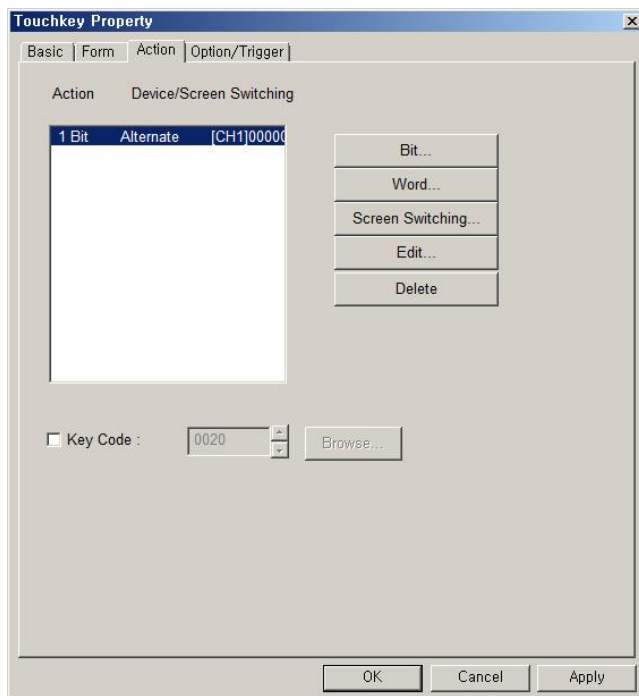 Touchkey Property
Basic Form Action Option/Trigger
Action Device/Screen Switching
1 Bit Alternate [CH1]00000
Bit...
Word...
Screen Switching...
Edit...
Delete
Key Code : 0020 Browse...
OK Cancel Apply